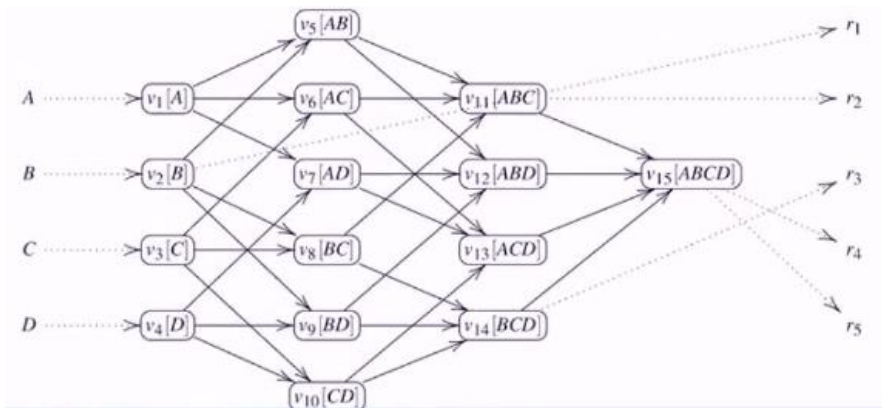 v5[AB]
r1
A
v1[A]
v6[AC]
v11[ABC]
r2
B
v2[B]
v7[AD]
v12[ABD]
v15[ABCD]
r3
C
v3[C]
v8[BC]
v13[ACD]
r4
D
v4[D]
v9[BD]
v14[BCD]
r5
v10[CD]